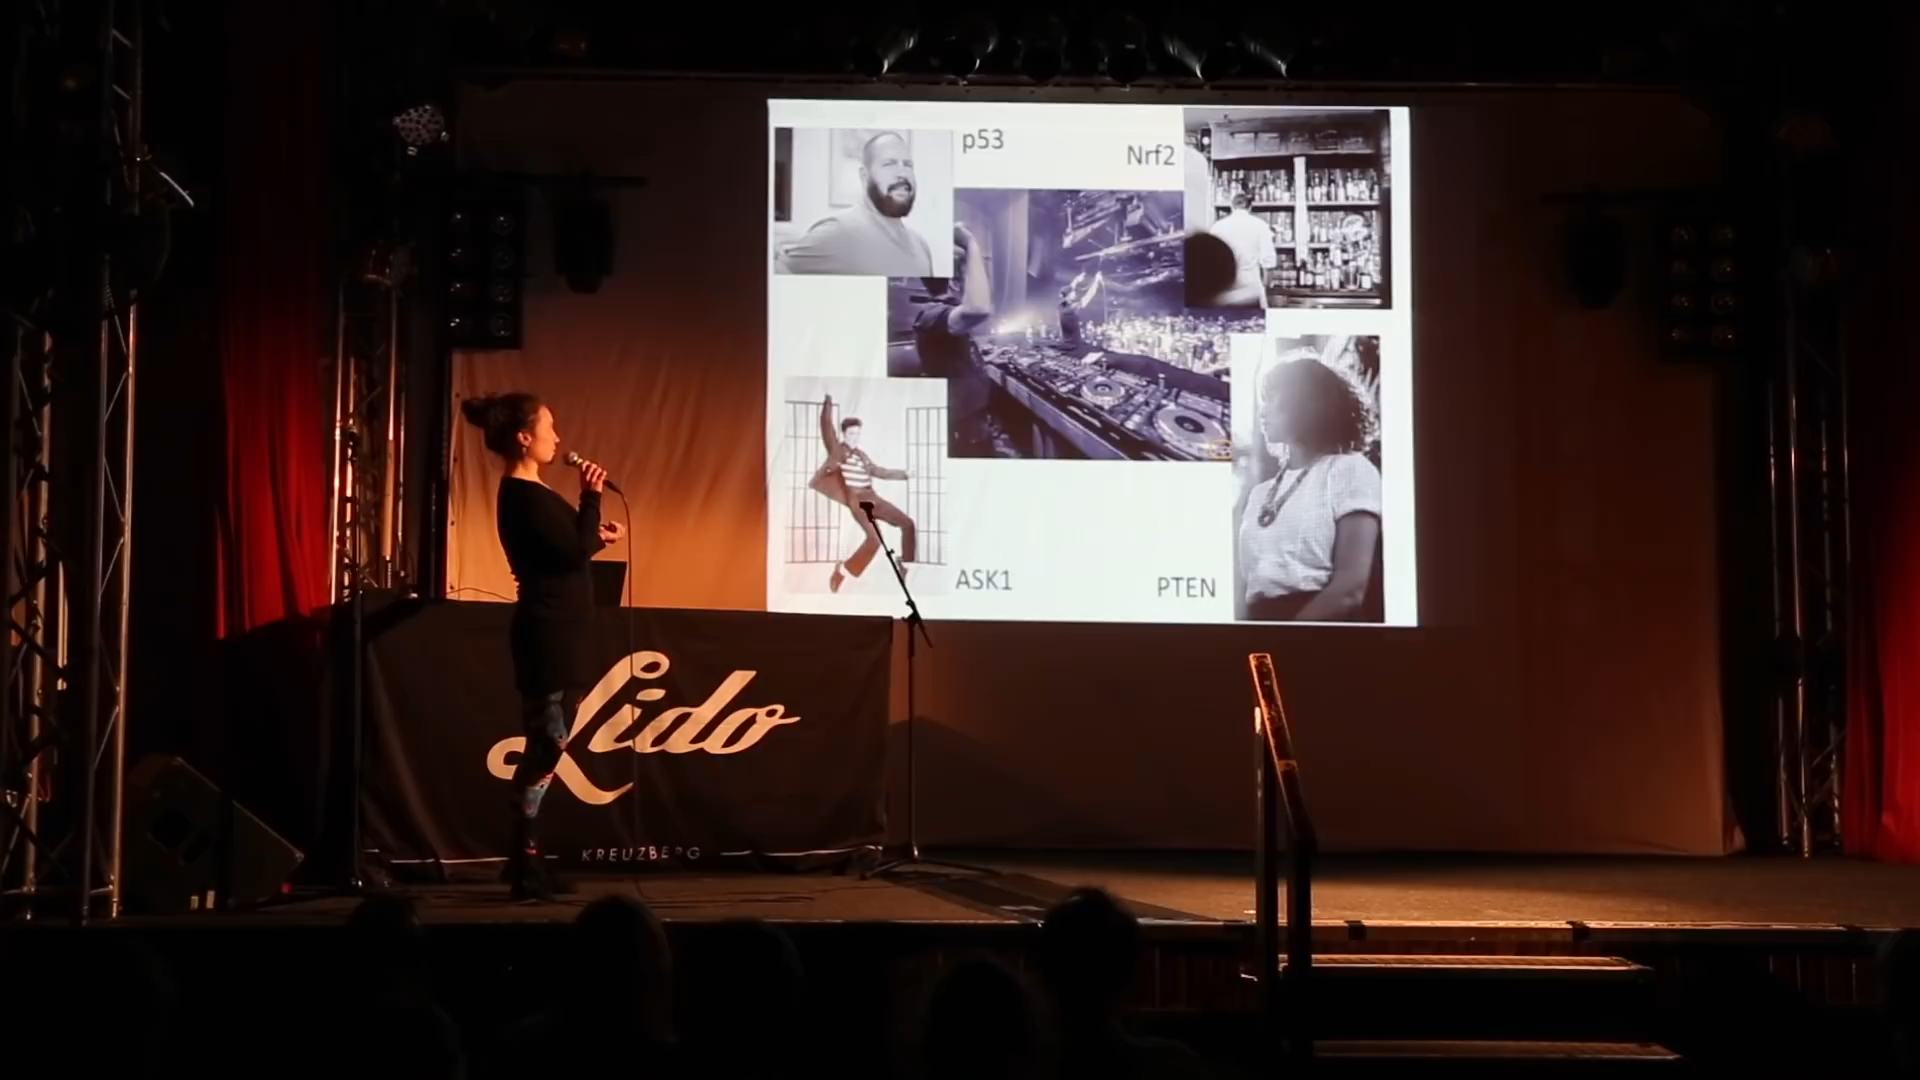 p53
Nrf2
ASK1
PTEN
Lido
KREUZBERG